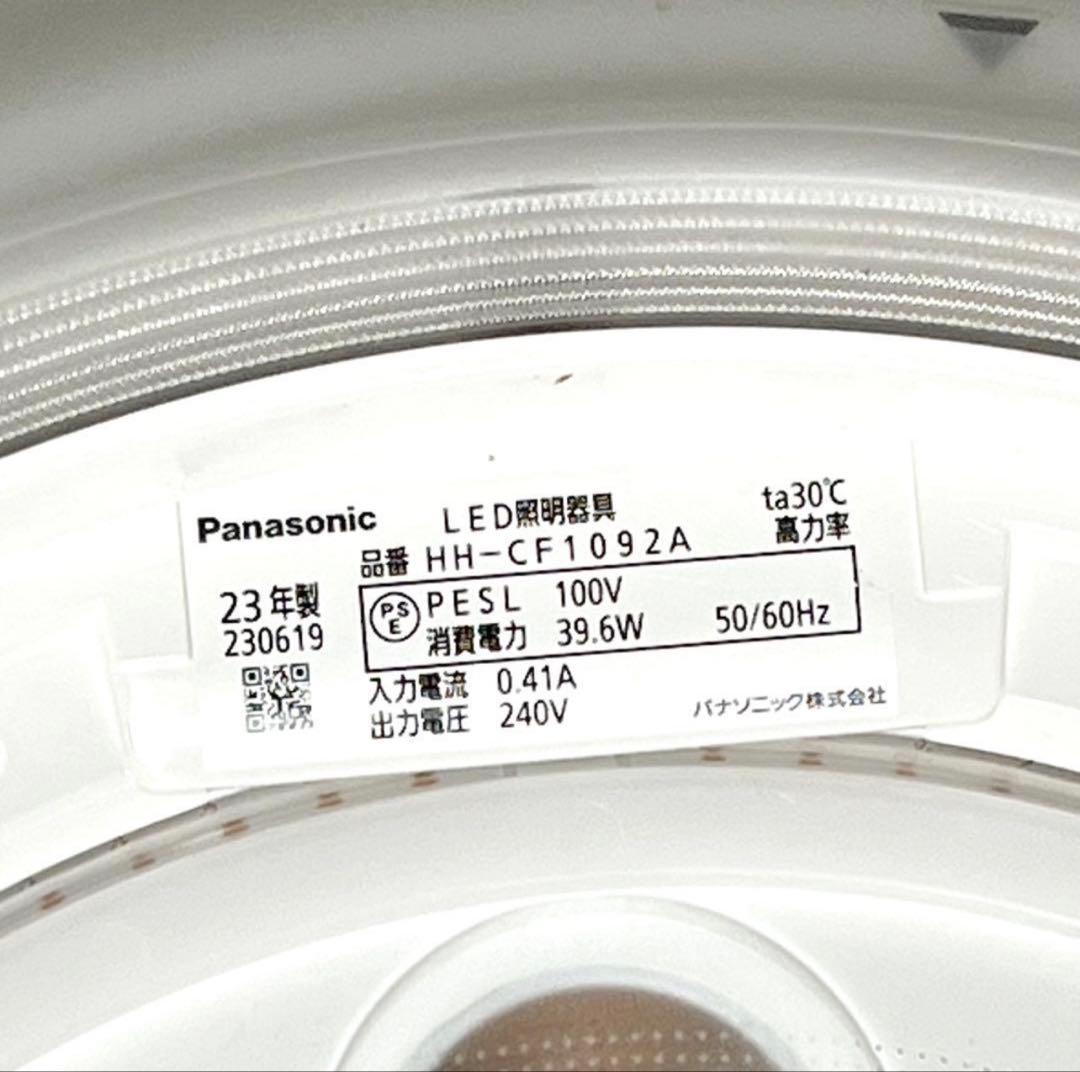 Panasonic LED照明器具 ta30℃
品番 HH-CF1092A 高力率
23年製 PSE PESL 100V
230619 消費電力 39.6W 50/60Hz
入力電流 0.41A
出力電圧 240V パナソニック株式会社